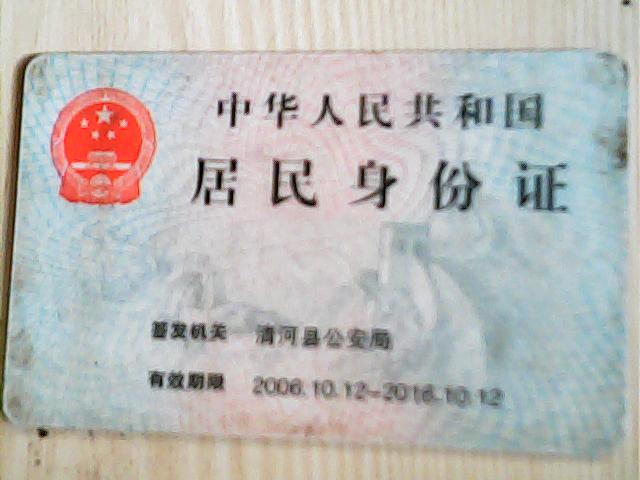 中华人民共和国
居民身份证
签发机关 清河县公安局
有效期限 2006.10.12-2016.10.12